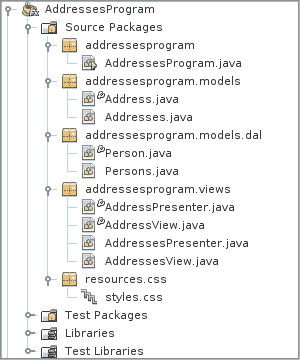 AddressesProgram
Source Packages
addressesprogram
AddressesProgram.java
addressesprogram.models
Address.java
Addresses.java
addressesprogram.models.dal
Person.java
Persons.java
addressesprogram.views
AddressPresenter.java
AddressView.java
AddressesPresenter.java
AddressesView.java
resources.css
styles.css
Test Packages
Libraries
Test Libraries